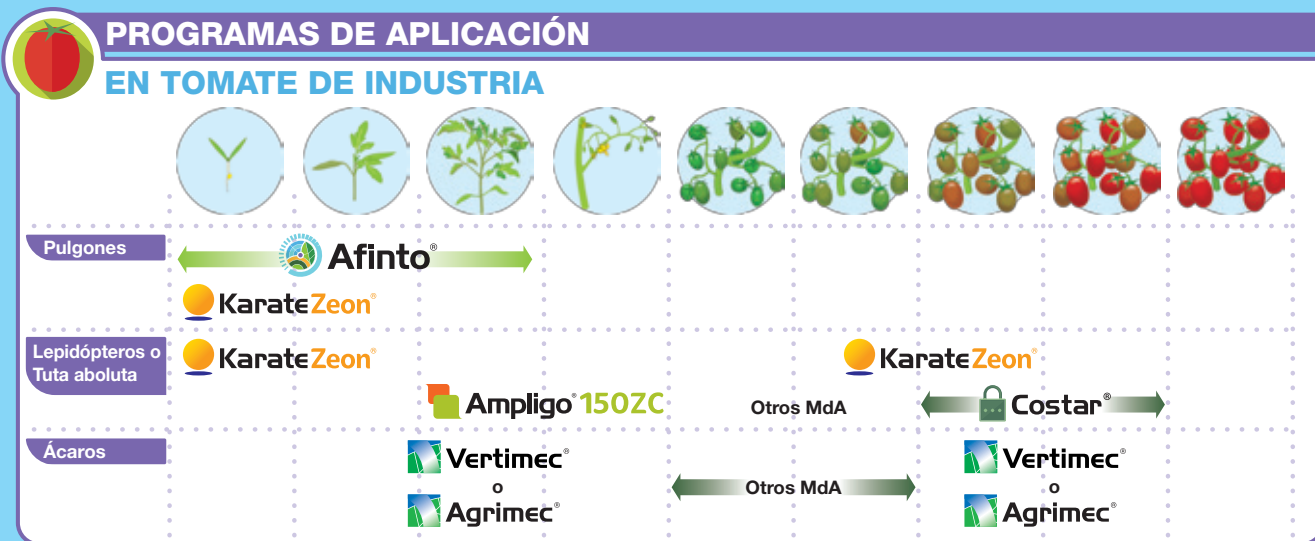 PROGRAMAS DE APLICACIÓN
EN TOMATE DE INDUSTRIA
Pulgones
Afinto®
KarateZeon®
Lepidópteros o
Tuta aboluta
KarateZeon®
KarateZeon®
Ampligo® 150ZC
Otros MdA
Costar®
Ácaros
Vertimec®
o
Agrimec®
Otros MdA
Vertimec®
o
Agrimec®